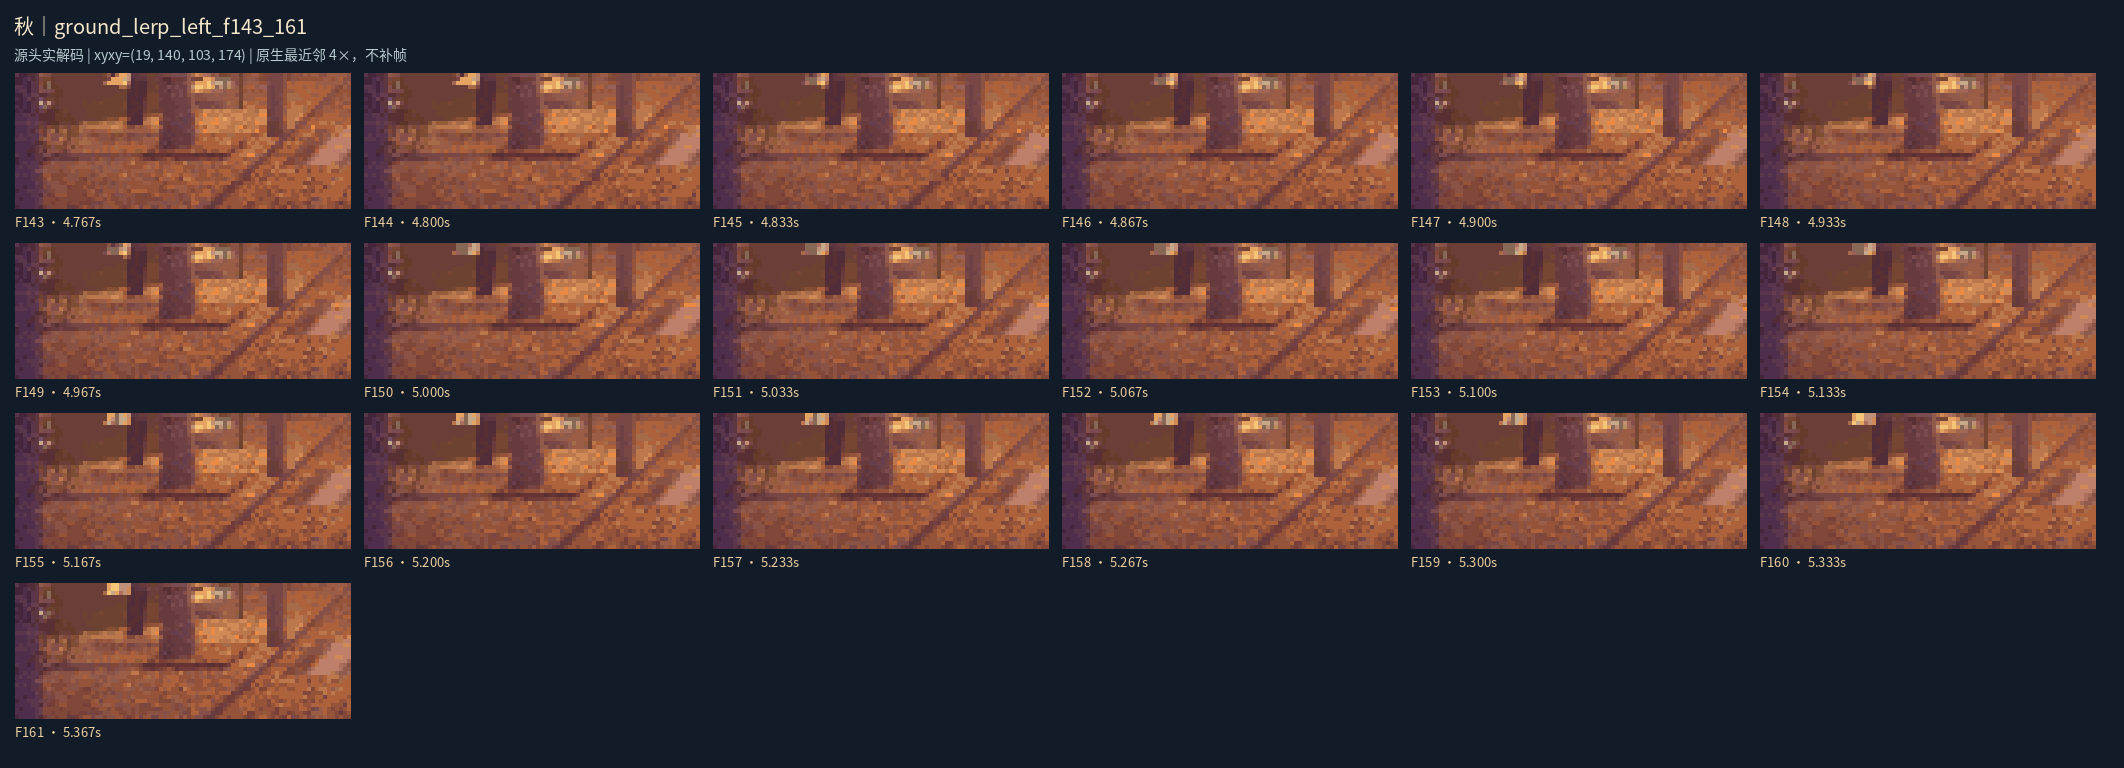 秋｜ground_lerp_left_f143_161
源头实解码 | xyxy=(19, 140, 103, 174) | 原生最近邻 4×，不补帧
F143 · 4.767s
F144 · 4.800s
F145 · 4.833s
F146 · 4.867s
F147 · 4.900s
F148 · 4.933s
F149 · 4.967s
F150 · 5.000s
F151 · 5.033s
F152 · 5.067s
F153 · 5.100s
F154 · 5.133s
F155 · 5.167s
F156 · 5.200s
F157 · 5.233s
F158 · 5.267s
F159 · 5.300s
F160 · 5.333s
F161 · 5.367s